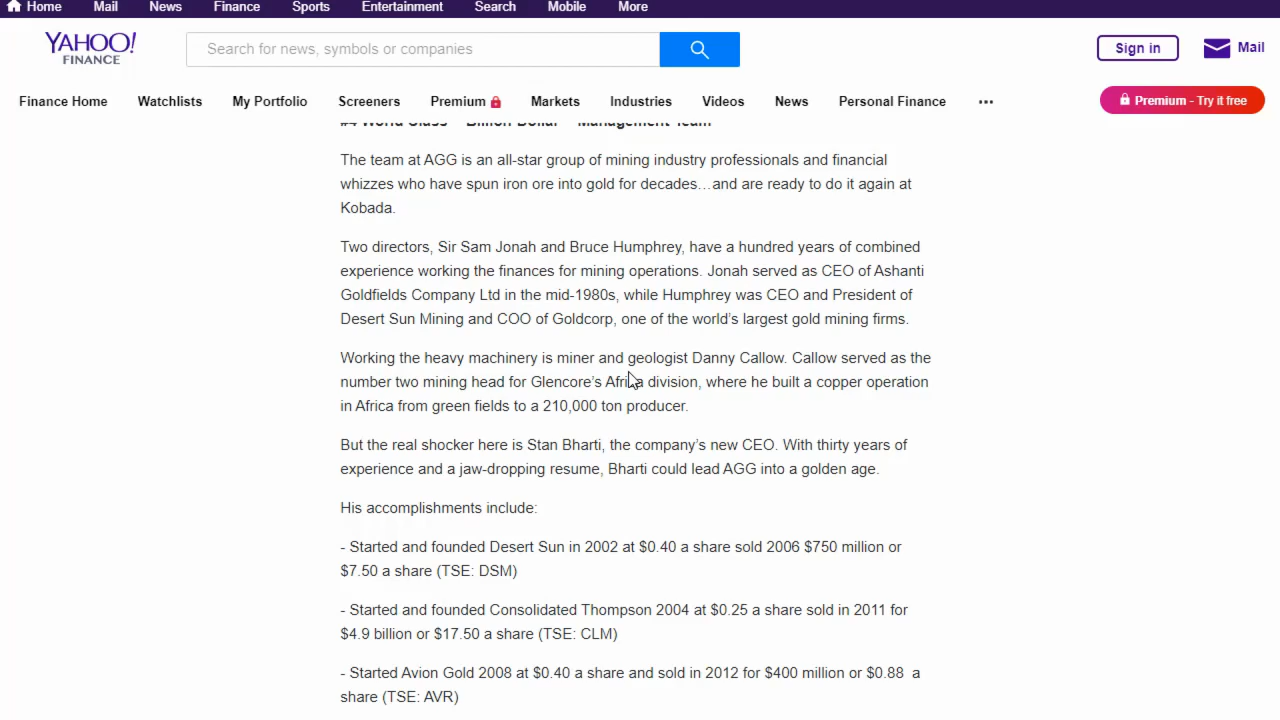 Home Mail News Finance Sports Entertainment Search Mobile More
YAHOO!
FINANCE
Search for news, symbols or companies
Sign in
Mail
Finance Home Watchlists My Portfolio Screeners Premium Markets Industries Videos News Personal Finance ...
Premium - Try it free
#4 World Class – Billion Dollar – Management Team
The team at AGG is an all-star group of mining industry professionals and financial
whizzes who have spun iron ore into gold for decades…and are ready to do it again at
Kobada.
Two directors, Sir Sam Jonah and Bruce Humphrey, have a hundred years of combined
experience working the finances for mining operations. Jonah served as CEO of Ashanti
Goldfields Company Ltd in the mid-1980s, while Humphrey was CEO and President of
Desert Sun Mining and COO of Goldcorp, one of the world's largest gold mining firms.
Working the heavy machinery is miner and geologist Danny Callow. Callow served as the
number two mining head for Glencore's Africa division, where he built a copper operation
in Africa from green fields to a 210,000 ton producer.
But the real shocker here is Stan Bharti, the company's new CEO. With thirty years of
experience and a jaw-dropping resume, Bharti could lead AGG into a golden age.
His accomplishments include:
- Started and founded Desert Sun in 2002 at $0.40 a share sold 2006 $750 million or
$7.50 a share (TSE: DSM)
- Started and founded Consolidated Thompson 2004 at $0.25 a share sold in 2011 for
$4.9 billion or $17.50 a share (TSE: CLM)
- Started Avion Gold 2008 at $0.40 a share and sold in 2012 for $400 million or $0.88 a
share (TSE: AVR)